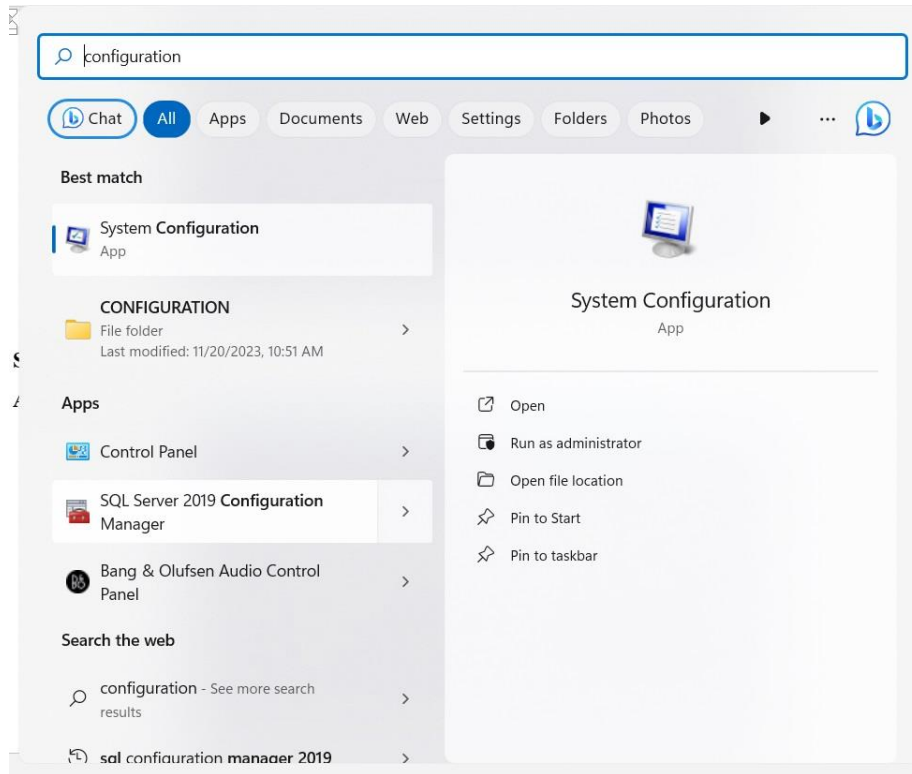 configuration
Chat
All
Apps
Documents
Web
Settings
Folders
Photos
...
Best match
System Configuration
App
CONFIGURATION
File folder
Last modified: 11/20/2023, 10:51 AM
Apps
Control Panel
SQL Server 2019 Configuration
Manager
Bang & Olufsen Audio Control
Panel
Search the web
configuration - See more search
results
sql configuration manager 2019
System Configuration
App
Open
Run as administrator
Open file location
Pin to Start
Pin to taskbar